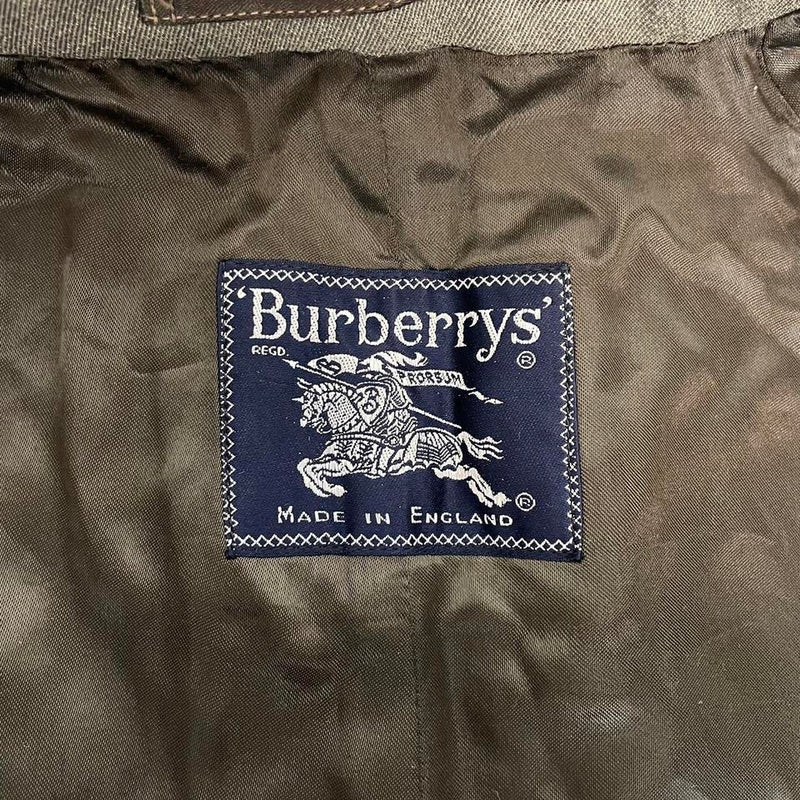 'Burberrys'
REGD. ®
PRORSUM
B
®
MADE IN ENGLAND